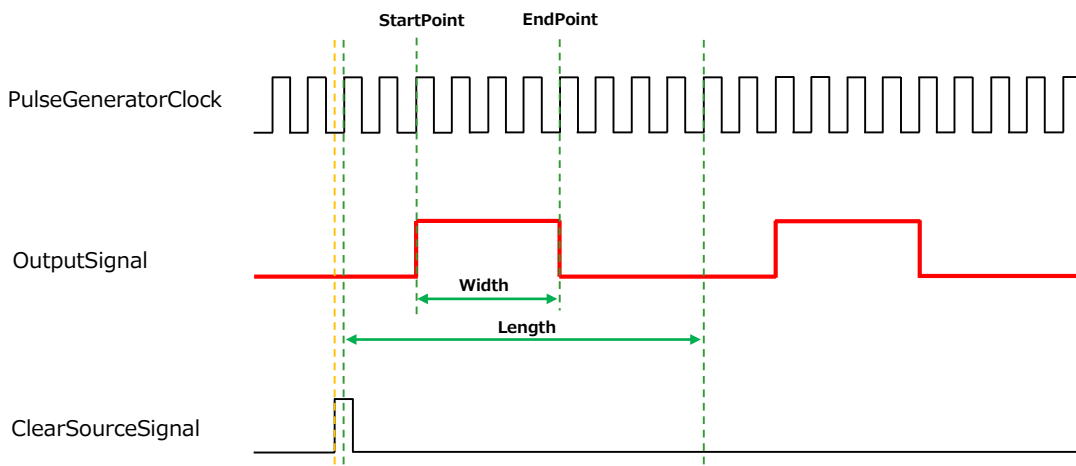 StartPoint
EndPoint
PulseGeneratorClock
OutputSignal
Width
Length
ClearSourceSignal